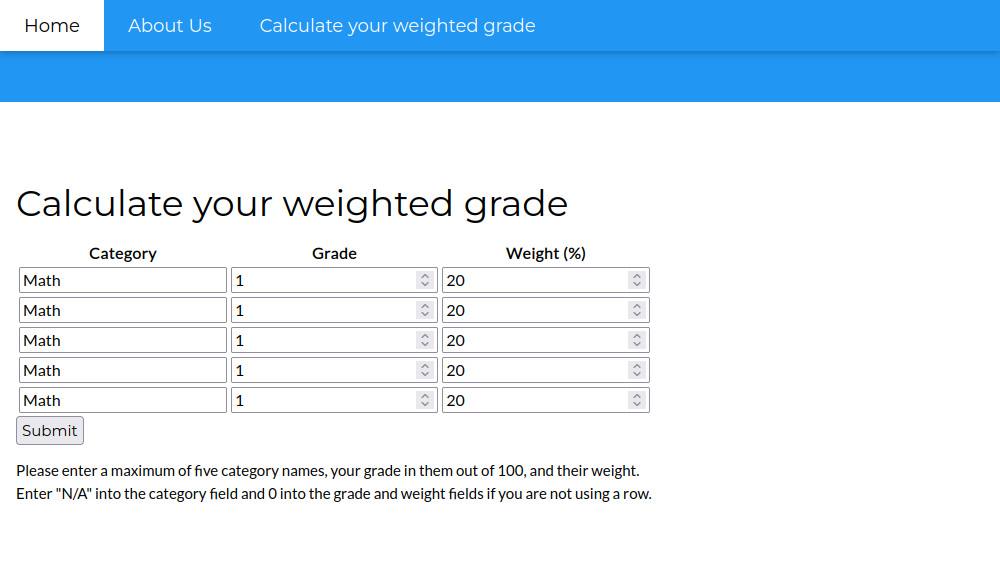 Home About Us Calculate your weighted grade
Calculate your weighted grade
Category Grade Weight (%)
Math 1 20
Math 1 20
Math 1 20
Math 1 20
Math 1 20
Submit
Please enter a maximum of five category names, your grade in them out of 100, and their weight.
Enter "N/A" into the category field and 0 into the grade and weight fields if you are not using a row.